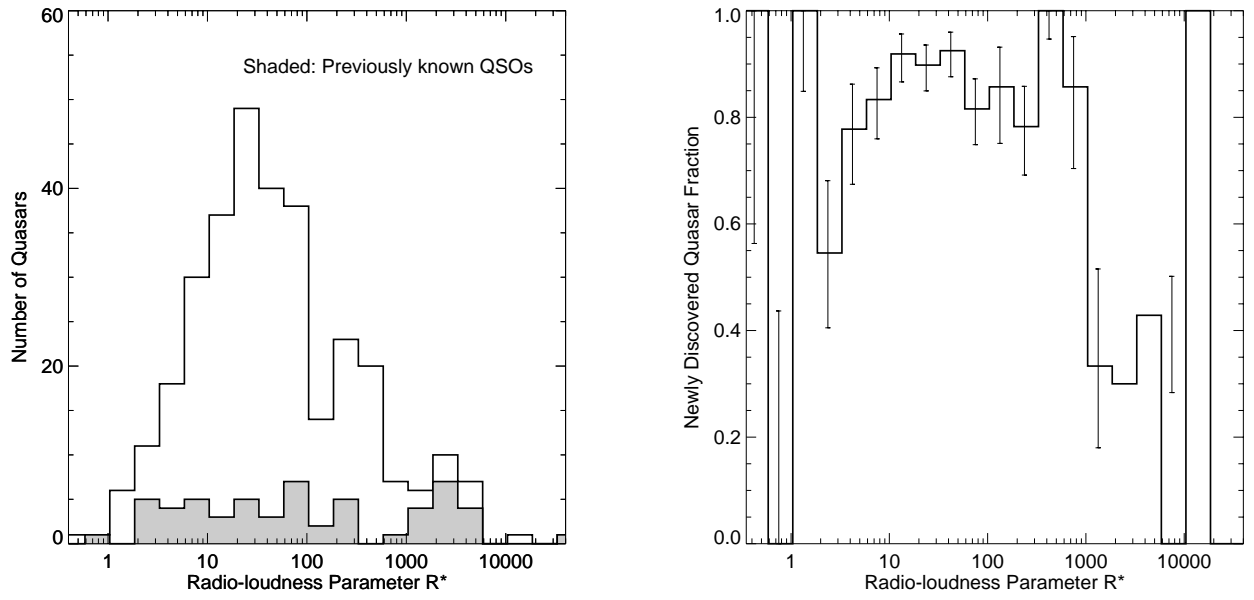 60
40
20
0
Number of Quasars
Shaded: Previously known QSOs
1 10 100 1000 10000
Radio-loudness Parameter R*
1.0
0.8
0.6
0.4
0.2
0.0
Newly Discovered Quasar Fraction
1 10 100 1000 10000
Radio-loudness Parameter R*